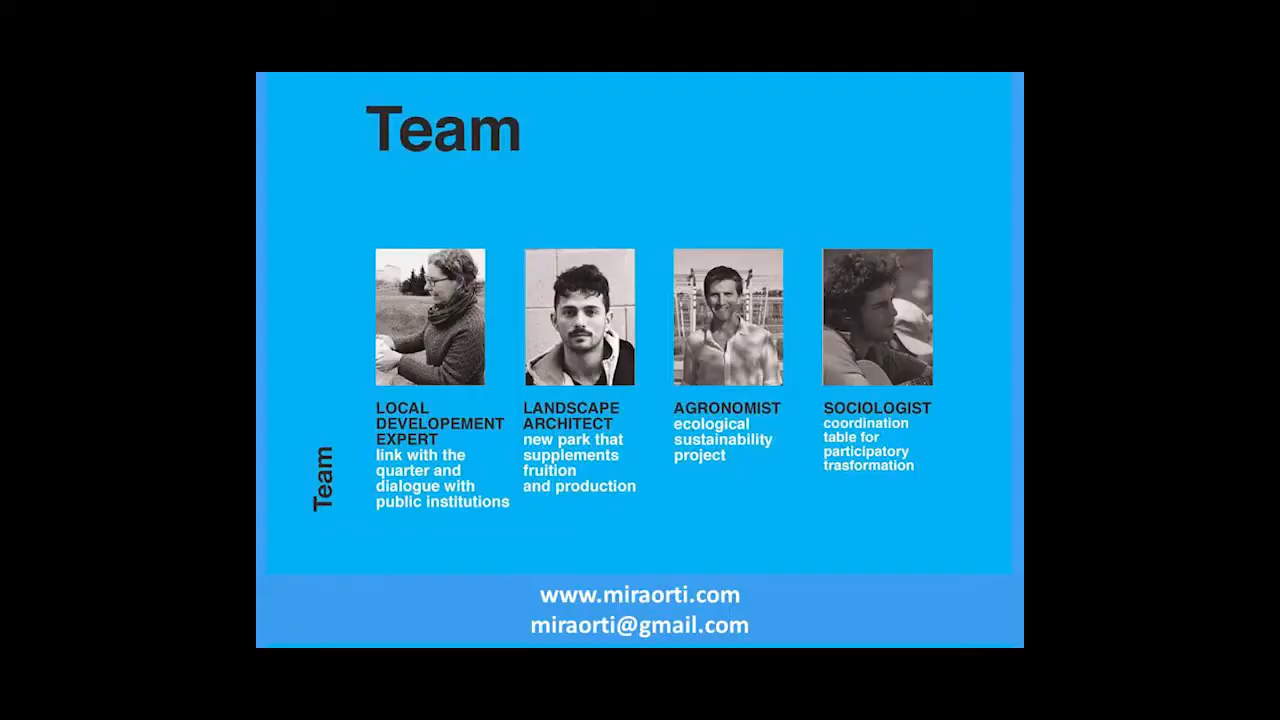 Team
LOCAL
DEVELOPEMENT
EXPERT
link with the
quarter and
dialogue with
public institutions
LANDSCAPE
ARCHITECT
new park that
supplements
fruition
and production
AGRONOMIST
ecological
sustainability
project
SOCIOLOGIST
coordination
table for
participatory
trasformation
Team
www.miraorti.com
miraorti@gmail.com